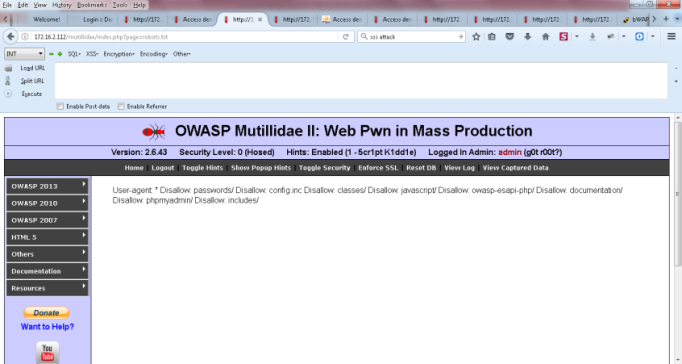 File Edit View History Bookmarks Tools Help
Welcome! Login :: Do http://172. Access de http://1 × http://172. Access de Access de http://172. http://172. http://172. http://172. bWAP
172.16.2.112/mutillidae/index.php?page=robots.txt xss attack
INT SQL- XSS- Encryption- Encoding- Other-
Load URL
Split URL
Execute
Enable Post data Enable Referrer
OWASP Mutillidae II: Web Pwn in Mass Production
Version: 2.6.43 Security Level: 0 (Hosed) Hints: Enabled (1 - 5cr1pt K1dd1e) Logged In Admin: admin (g0t r00t?)
Home | Logout | Toggle Hints | Show Popup Hints | Toggle Security | Enforce SSL | Reset DB | View Log | View Captured Data
OWASP 2013
OWASP 2010
OWASP 2007
HTML 5
Others
Documentation
Resources
User-agent: * Disallow: passwords/ Disallow: config.inc Disallow: classes/ Disallow: javascript/ Disallow: owasp-esapi-php/ Disallow: documentation/
Disallow: phpmyadmin/ Disallow: includes/
Donate
Want to Help?
You
Tube